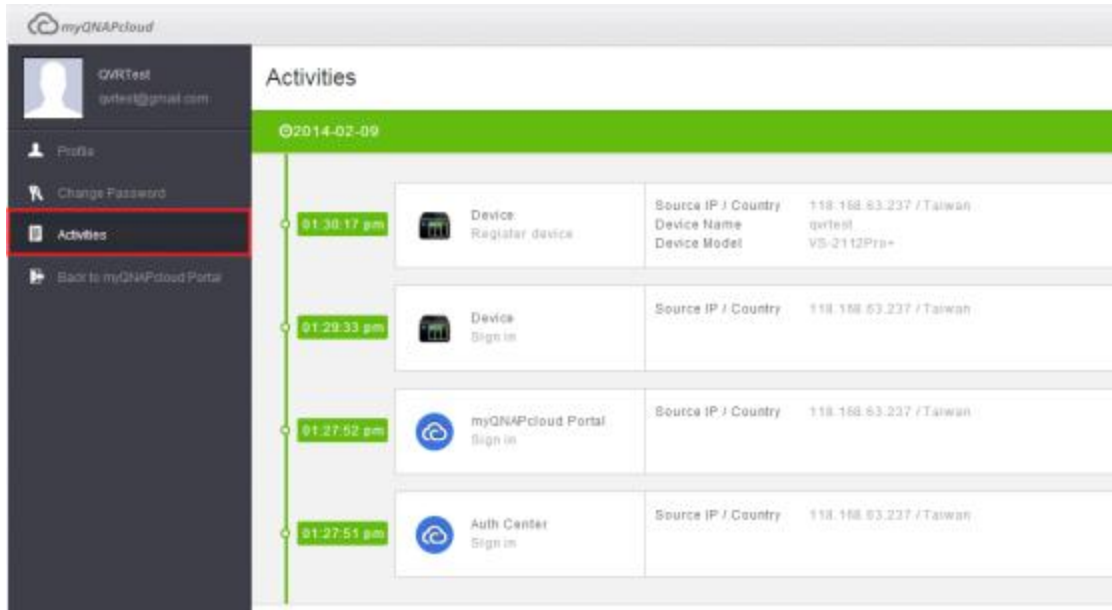 myQNAPcloud
QVRTest
qvrtest@gmail.com
Profile
Change Password
Activities
Back to myQNAPcloud Portal
Activities
2014-02-09
01:30:17 pm
Device
Register device
Source IP / Country 118.168.63.237 / Taiwan
Device Name qvrtest
Device Model VS-2112Pro+
01:29:33 pm
Device
Sign in
Source IP / Country 118.168.63.237 / Taiwan
01:27:52 pm
myQNAPcloud Portal
Sign in
Source IP / Country 118.168.63.237 / Taiwan
01:27:51 pm
Auth Center
Sign in
Source IP / Country 118.168.63.237 / Taiwan